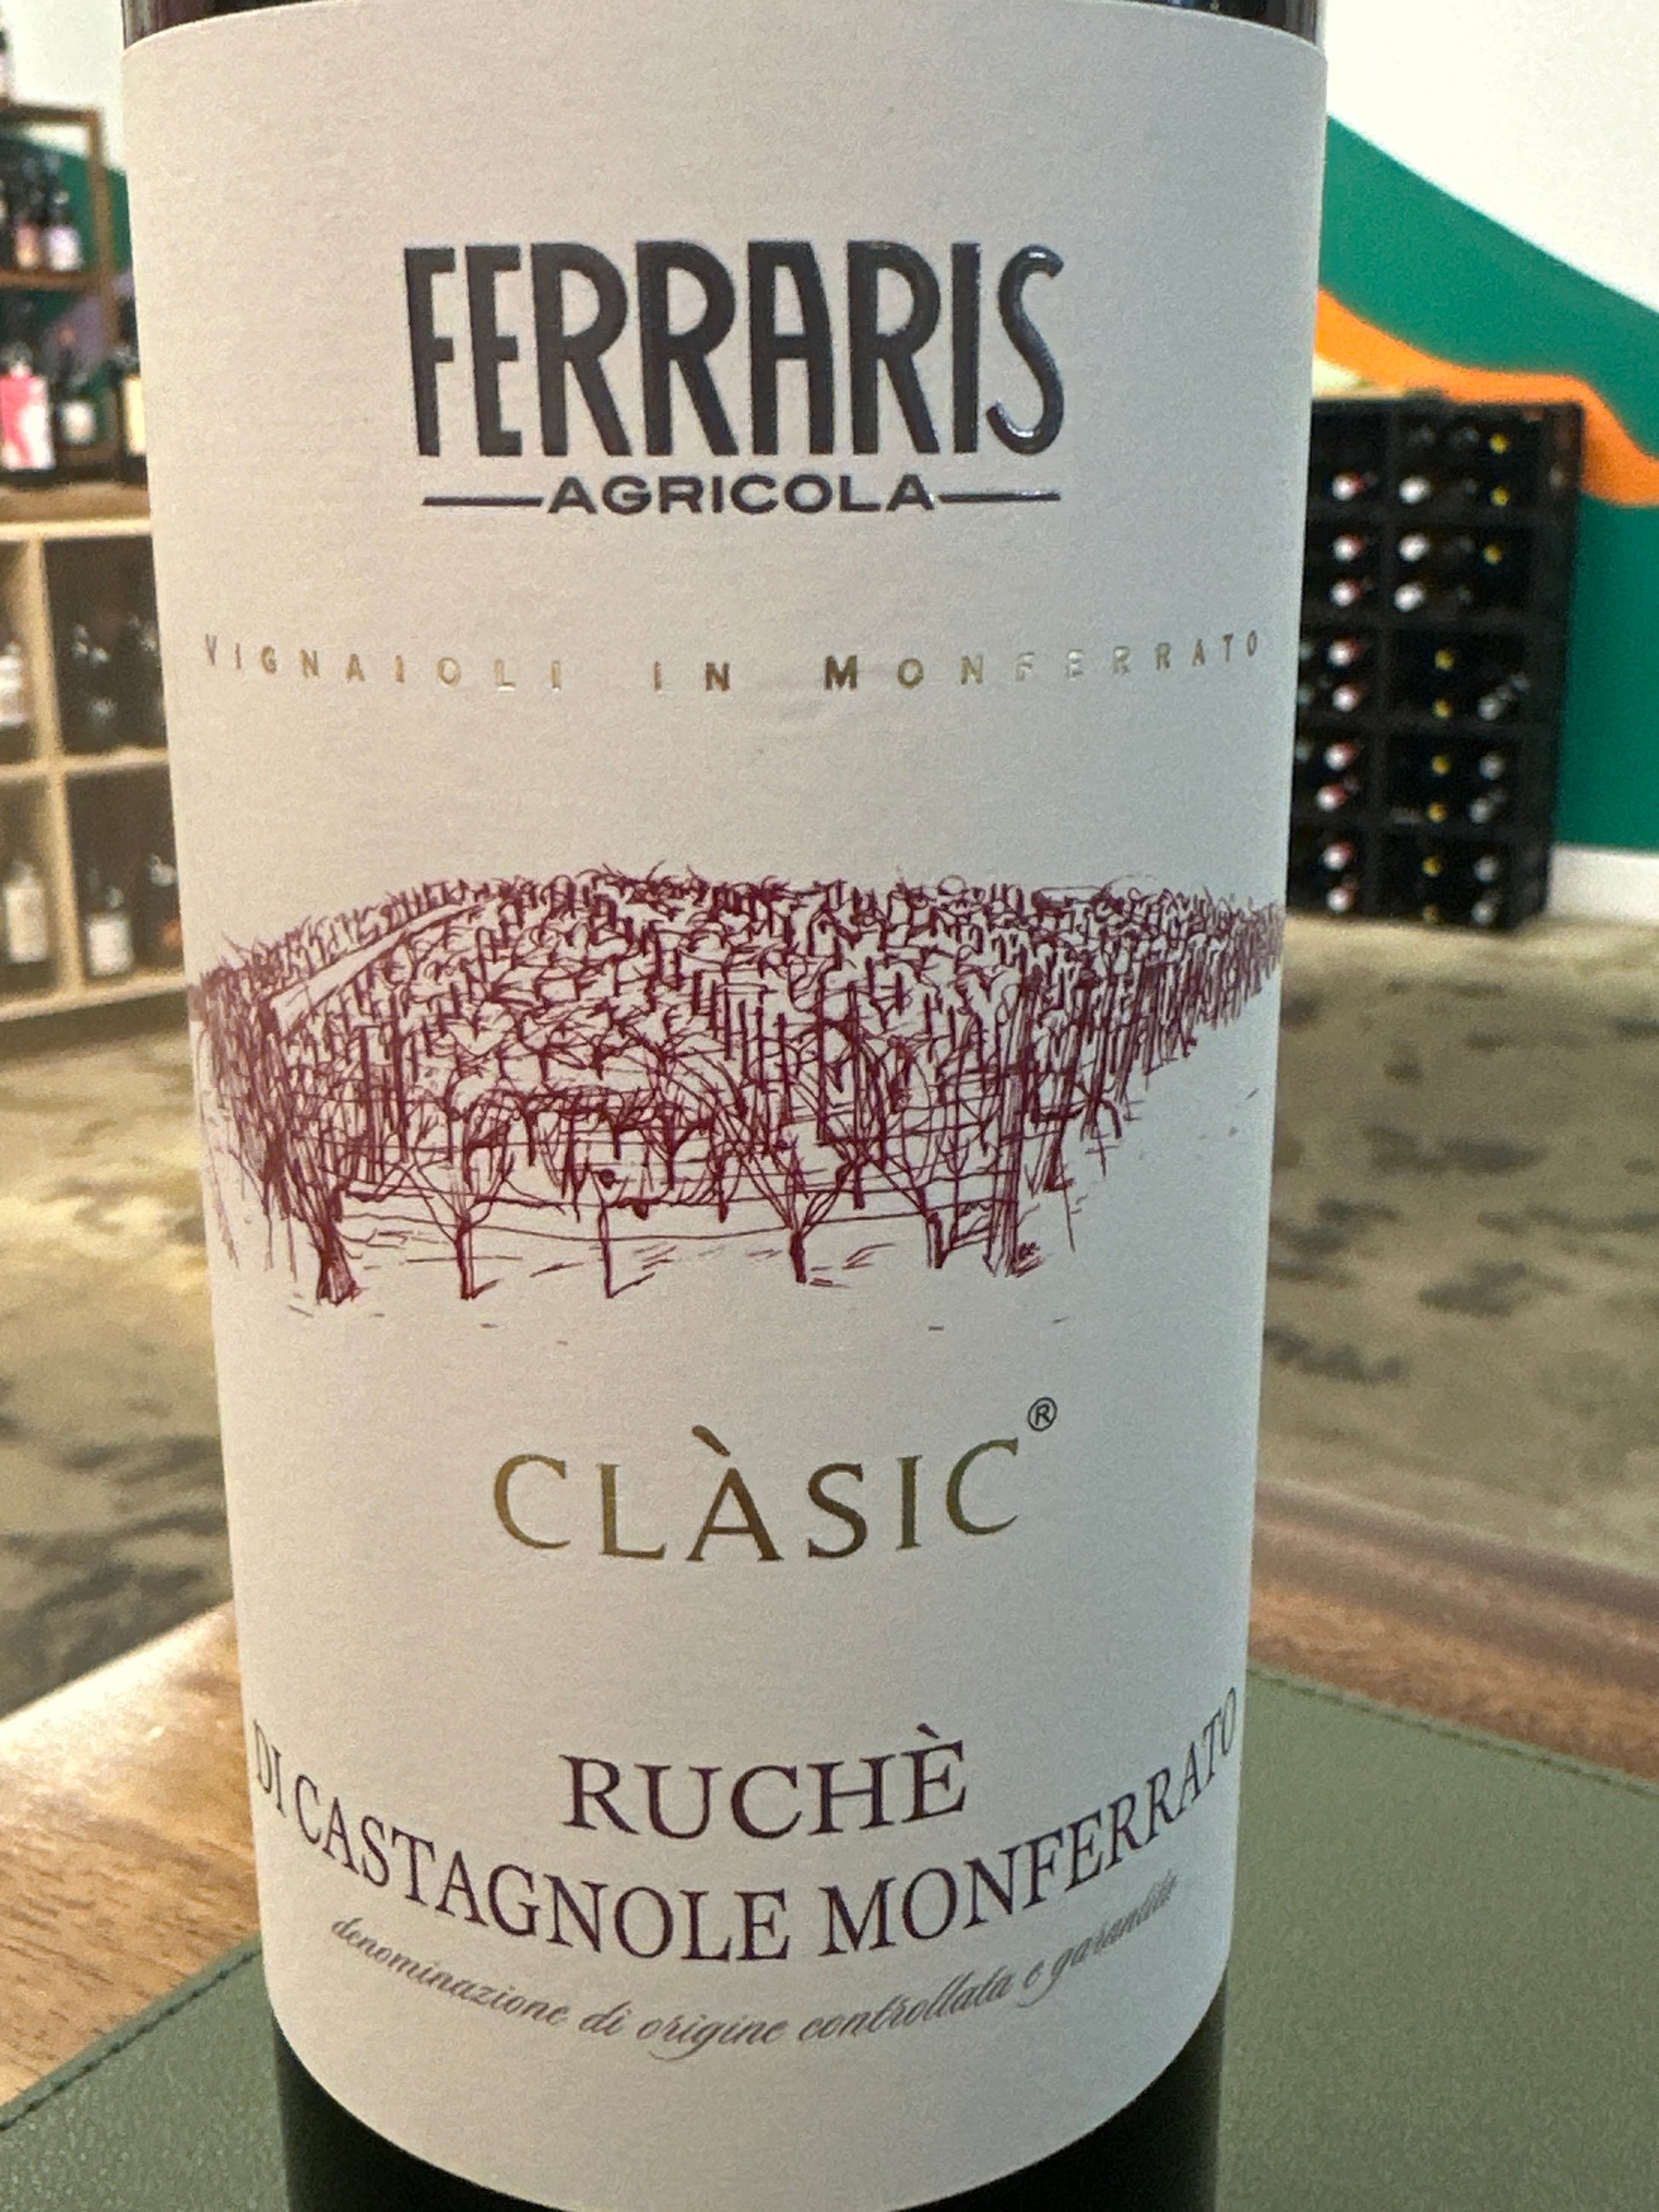 FERRARIS
AGRICOLA
VIGNAIOLI IN MONFERRATO
CLÀSIC®
RUCHÈ
DI CASTAGNOLE MONFERRATO
denominazione di origine controllata e garantita